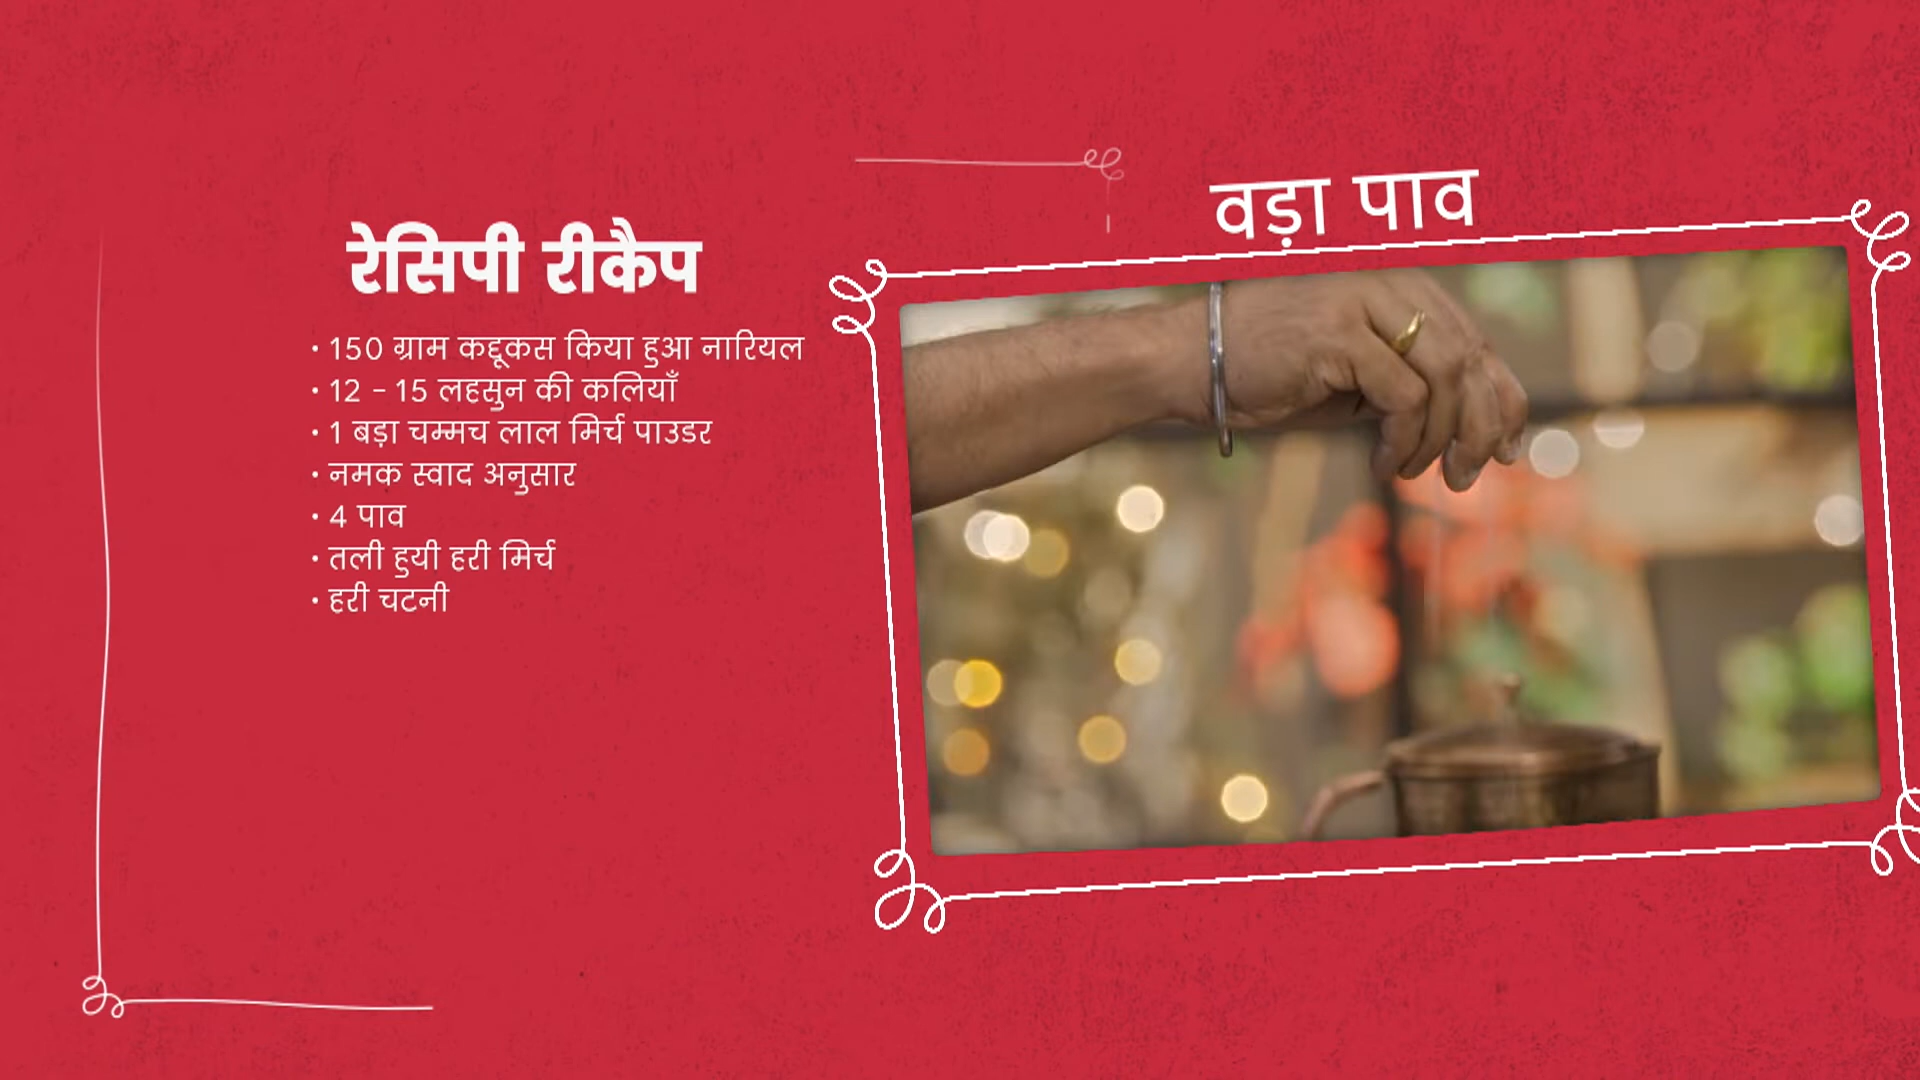 वड़ा पाव
रेसिपी रीकैप
• 150 ग्राम कद्दूकस किया हुआ नारियल
• 12 - 15 लहसुन की कलियाँ
• 1 बड़ा चम्मच लाल मिर्च पाउडर
• नमक स्वाद अनुसार
• 4 पाव
• तली हुयी हरी मिर्च
• हरी चटनी